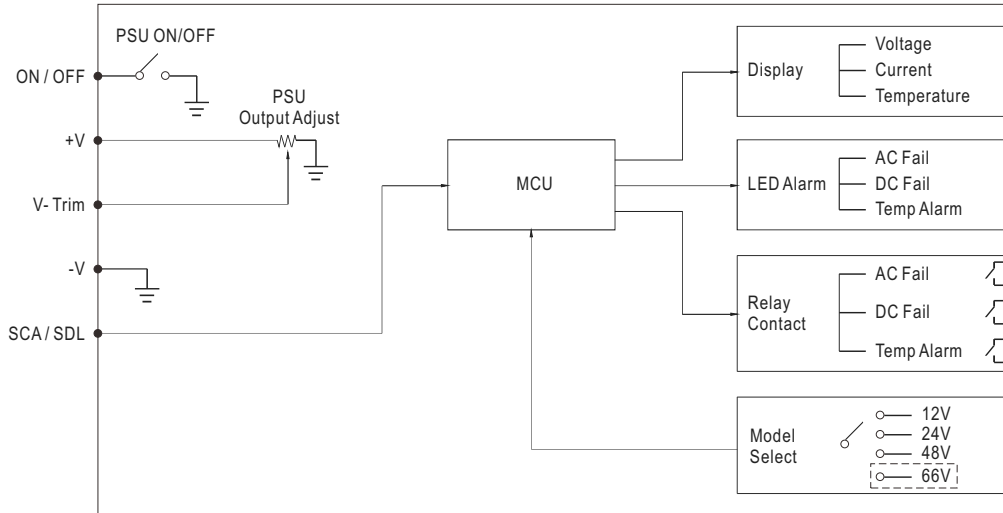 PSU ON/OFF
ON / OFF
PSU
Output Adjust
+V
V- Trim
-V
SCA / SDL
MCU
Display
Voltage
Current
Temperature
LED Alarm
AC Fail
DC Fail
Temp Alarm
Relay
Contact
AC Fail
DC Fail
Temp Alarm
Model
Select
12V
24V
48V
66V